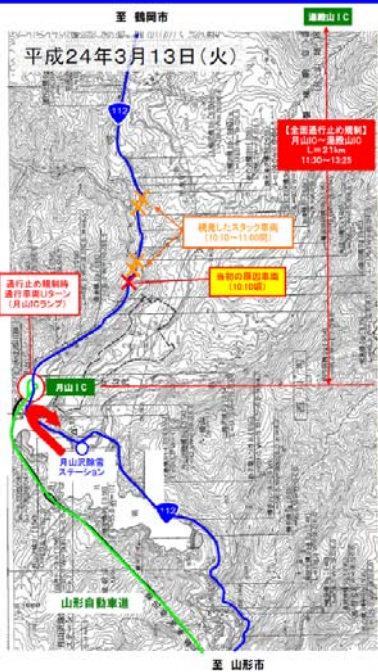 至 鶴岡市
湯殿山IC
平成24年3月13日(火)
112
【全面通行止め規制】
月山IC～湯殿山IC
L=21km
11:30～13:25
続発したスタック車両
(10:10～11:00間)
当初の原因車両
(10:10頃)
通行止め規制時
通行車両Uターン
(月山ICランプ)
月山IC
月山沢除雪
ステーション
112
山形自動車道
至 山形市